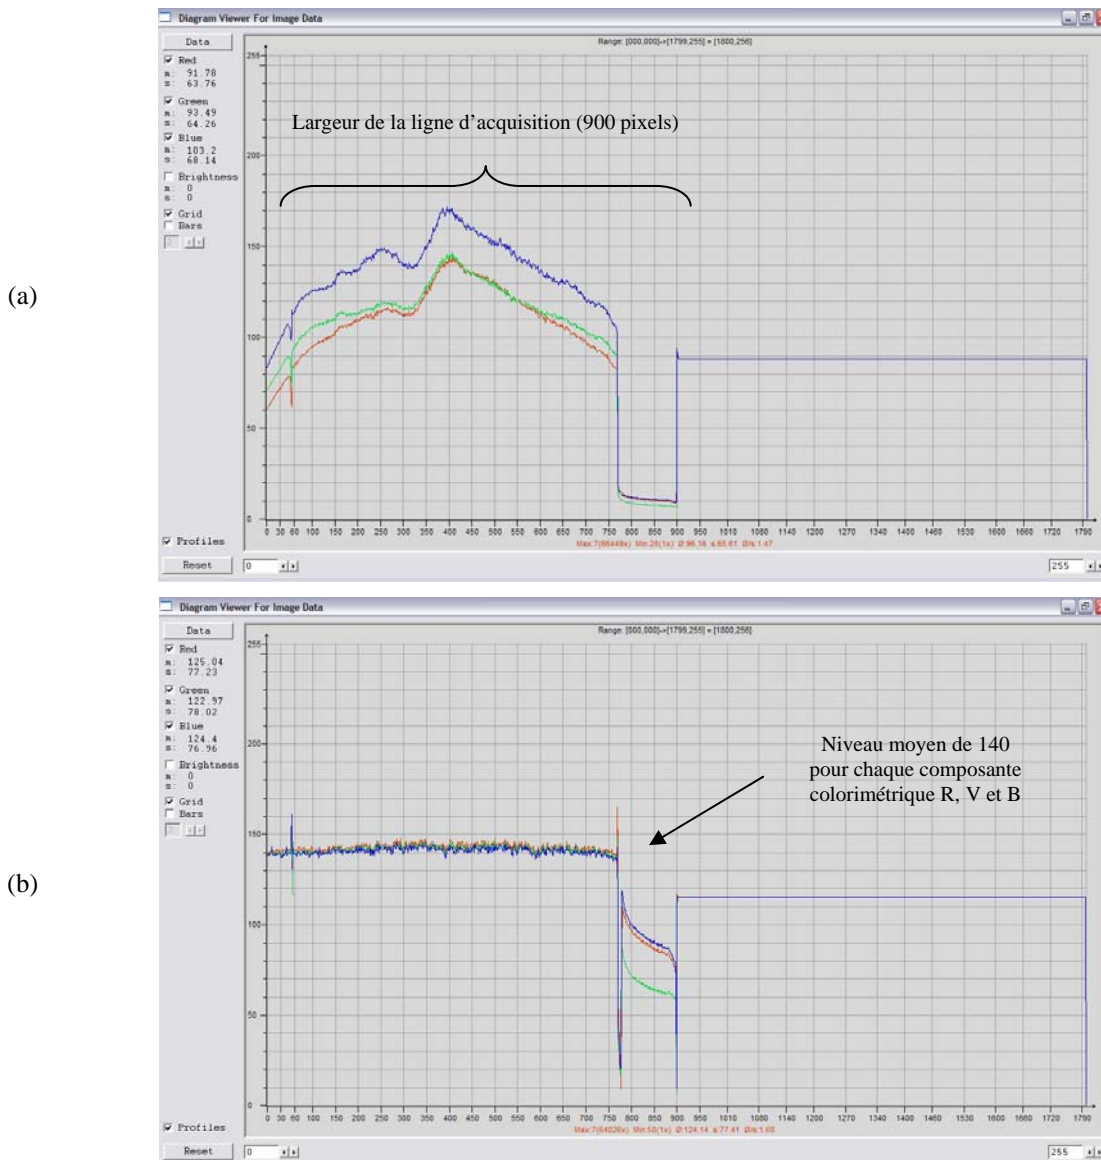 Diagram Viewer For Image Data
Data
Range: [000,000]->[1799,255] = [1800,256]
Red
m: 91.78
s: 63.76
Green
m: 93.49
s: 64.26
Blue
m: 103.2
s: 68.14
Brightness
m: 0
s: 0
Grid
Bars
Profiles
Reset
255
200
150
100
50
0
Largeur de la ligne d'acquisition (900 pixels)
(a)
0 30 60 100 150 200 250 300 350 400 450 500 550 600 650 700 750 800 850 900 950 1010 1080 1140 1210 1270 1340 1400 1460 1530 1590 1660 1720 1790
0
255
Diagram Viewer For Image Data
Data
Range: [000,000]->[1799,255] = [1800,256]
Red
m: 125.04
s: 77.23
Green
m: 122.97
s: 78.02
Blue
m: 124.4
s: 76.96
Brightness
m: 0
s: 0
Grid
Bars
Profiles
Reset
255
200
150
100
50
0
Niveau moyen de 140
pour chaque composante
colorimétrique R, V et B
(b)
0 30 60 100 150 200 250 300 350 400 450 500 550 600 650 700 750 800 850 900 950 1010 1080 1140 1210 1270 1340 1400 1460 1530 1590 1660 1720 1790
0
255